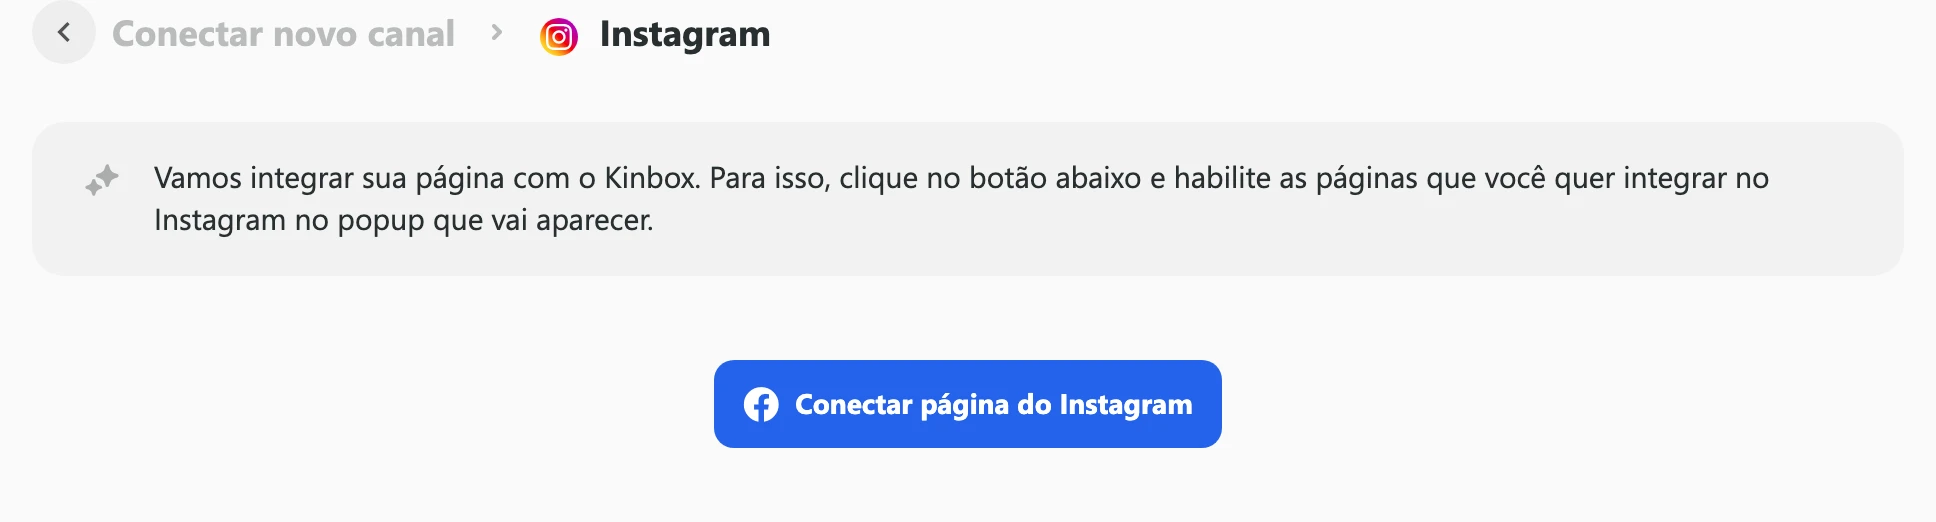 Conectar novo canal > Instagram
Vamos integrar sua página com o Kinbox. Para isso, clique no botão abaixo e habilite as páginas que você quer integrar no
Instagram no popup que vai aparecer.
Conectar página do Instagram